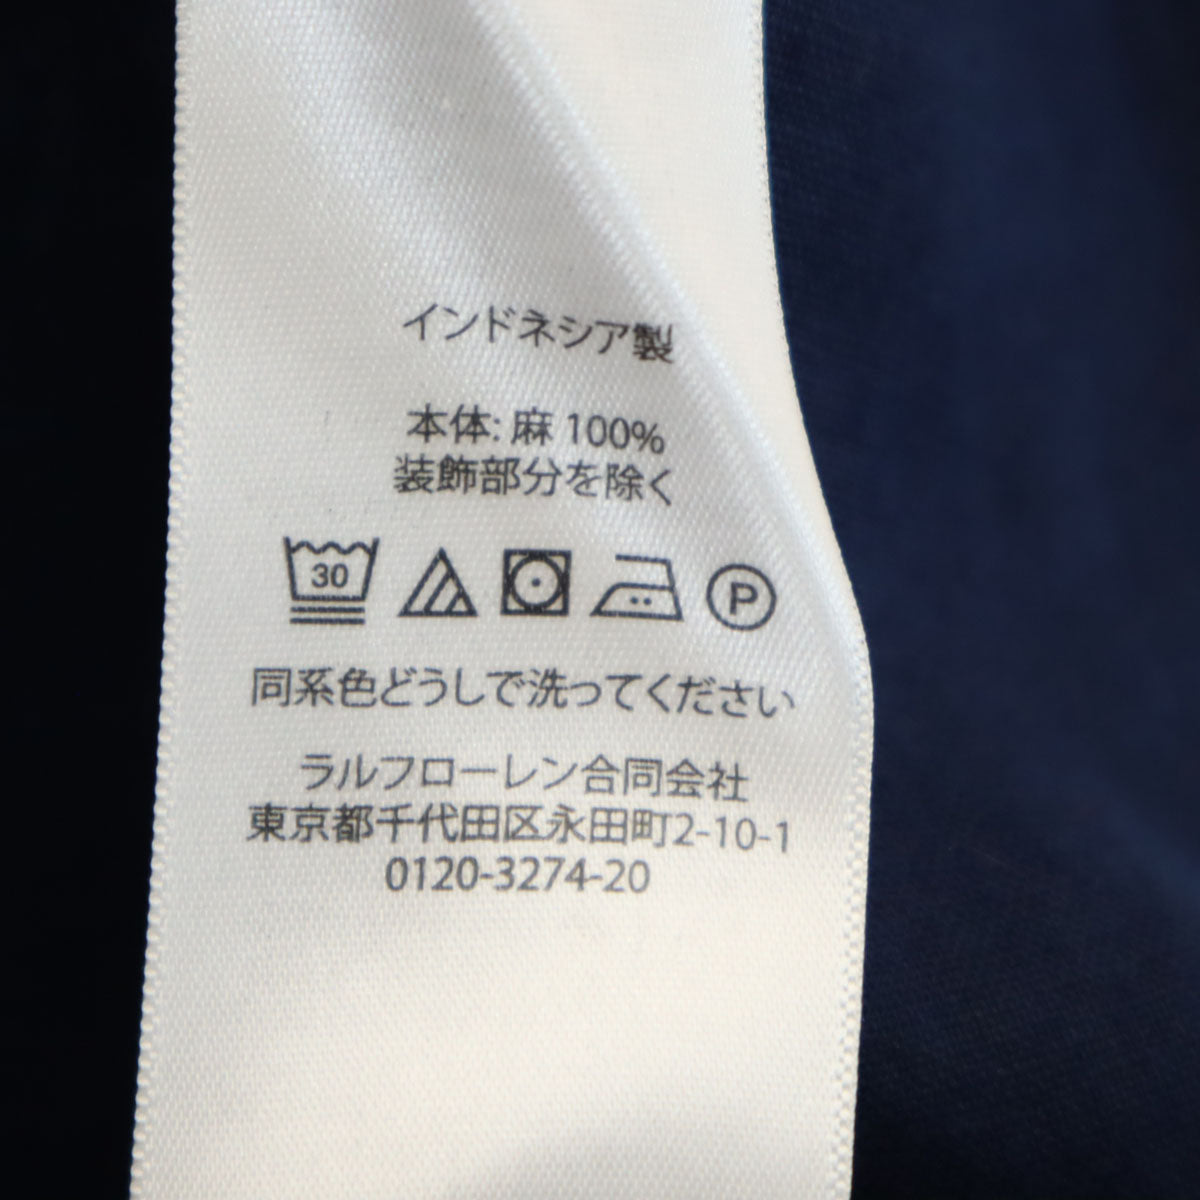 インドネシア製
本体: 麻 100%
装飾部分を除く
30
P
同系色どうしで洗ってください
ラルフローレン合同会社
東京都千代田区永田町2-10-1
0120-3274-20